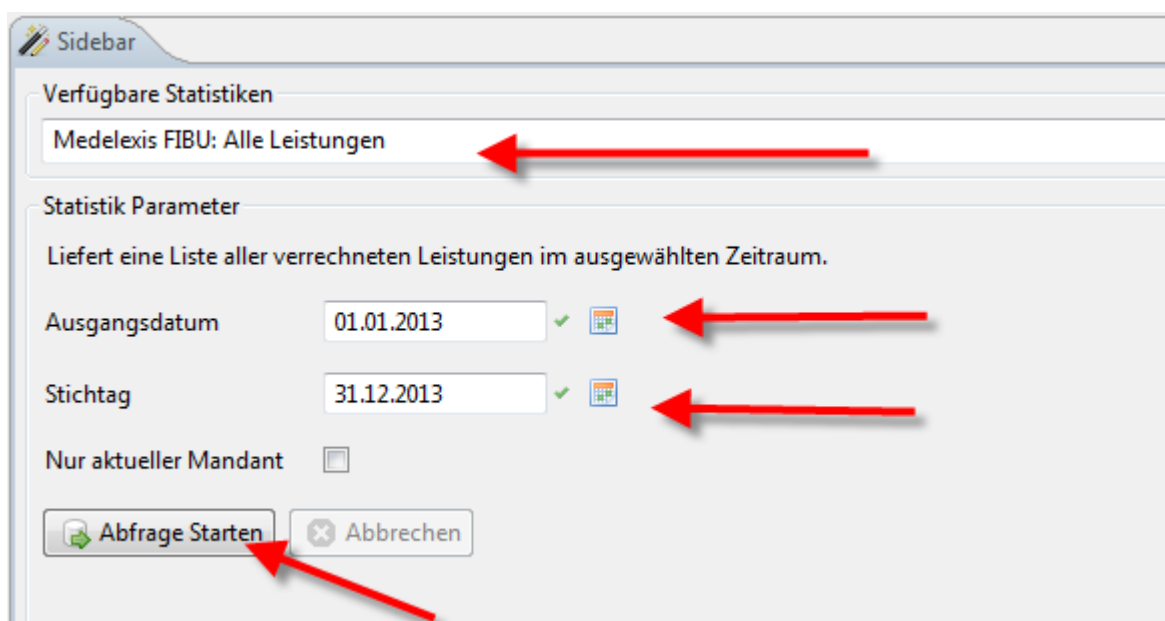 Sidebar
Verfügbare Statistiken
Medelexis FIBU: Alle Leistungen
Statistik Parameter
Liefert eine Liste aller verrechneten Leistungen im ausgewählten Zeitraum.
Ausgangsdatum 01.01.2013
Stichtag 31.12.2013
Nur aktueller Mandant
Abfrage Starten Abbrechen